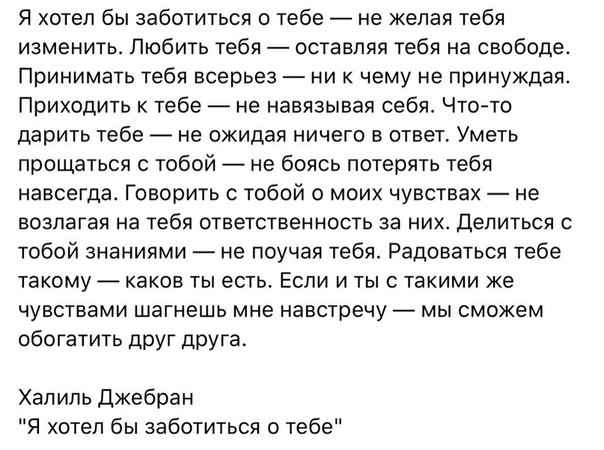 Я хотел бы заботиться о тебе — не желая тебя
изменить. Любить тебя — оставляя тебя на свободе.
Принимать тебя всерьез — ни к чему не принуждая.
Приходить к тебе — не навязывая себя. Что-то
дарить тебе — не ожидая ничего в ответ. Уметь
прощаться с тобой — не боясь потерять тебя
навсегда. Говорить с тобой о моих чувствах — не
возлагая на тебя ответственность за них. Делиться с
тобой знаниями — не поучая тебя. Радоваться тебе
такому — каков ты есть. Если и ты с такими же
чувствами шагнешь мне навстречу — мы сможем
обогатить друг друга.

Халиль Джебран
"Я хотел бы заботиться о тебе"